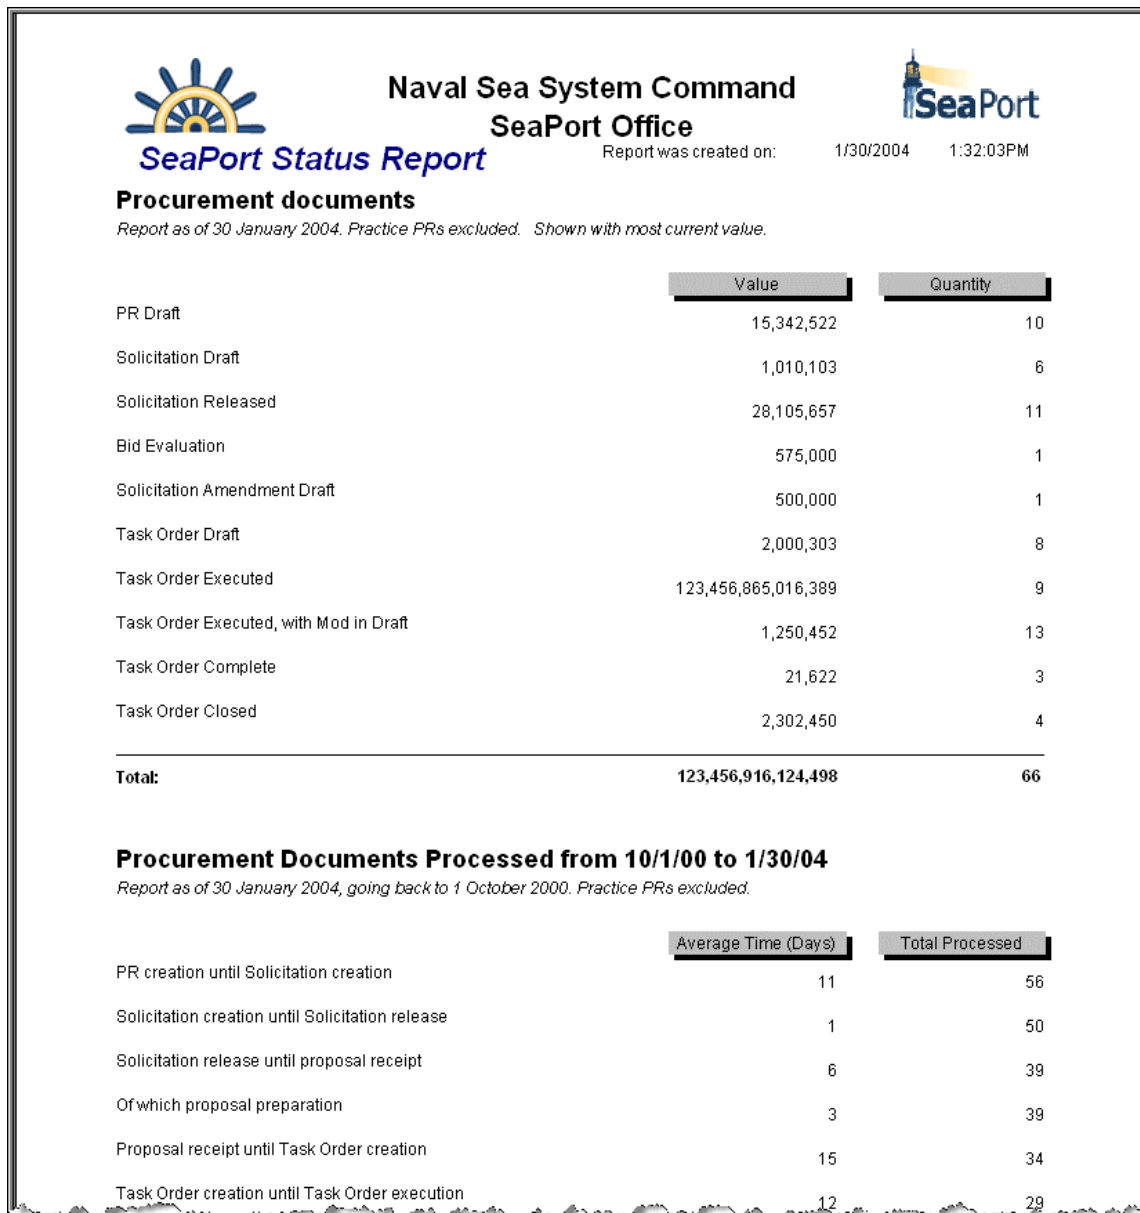 Naval Sea System Command
SeaPort Office
SeaPort
SeaPort Status Report
Report was created on: 1/30/2004 1:32:03PM
Procurement documents
Report as of 30 January 2004. Practice PRs excluded. Shown with most current value.
Value Quantity
PR Draft 15,342,522 10
Solicitation Draft 1,010,103 6
Solicitation Released 28,105,657 11
Bid Evaluation 575,000 1
Solicitation Amendment Draft 500,000 1
Task Order Draft 2,000,303 8
Task Order Executed 123,456,865,016,389 9
Task Order Executed, with Mod in Draft 1,250,452 13
Task Order Complete 21,622 3
Task Order Closed 2,302,450 4
Total: 123,456,916,124,498 66
Procurement Documents Processed from 10/1/00 to 1/30/04
Report as of 30 January 2004, going back to 1 October 2000. Practice PRs excluded.
Average Time (Days) Total Processed
PR creation until Solicitation creation 11 56
Solicitation creation until Solicitation release 1 50
Solicitation release until proposal receipt 6 39
Of which proposal preparation 3 39
Proposal receipt until Task Order creation 15 34
Task Order creation until Task Order execution 12 29